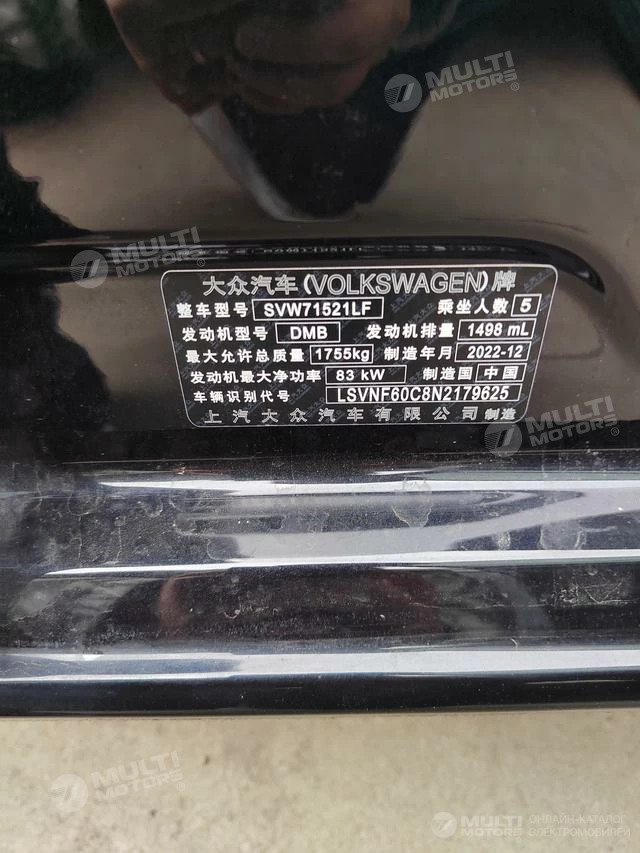 MULTI
MOTORS®
MULTI
MOTORS®
大众汽车(VOLKSWAGEN)牌
整车型号 SVW71521LF 乘坐人数 5
发动机型号 DMB 发动机排量 1498 mL
最大允许总质量 1755kg 制造年月 2022-12
发动机最大净功率 83 kW 制造国 中国
车辆识别代号 LSVNF60C8N2179625
上汽大众汽车有限公司制造
MULTI
MOTORS®
MULTI
MOTORS®
MULTI
MOTORS
ОНЛАЙН-КАТАЛОГ
ЭЛЕКТРОМОБИЛЕЙ